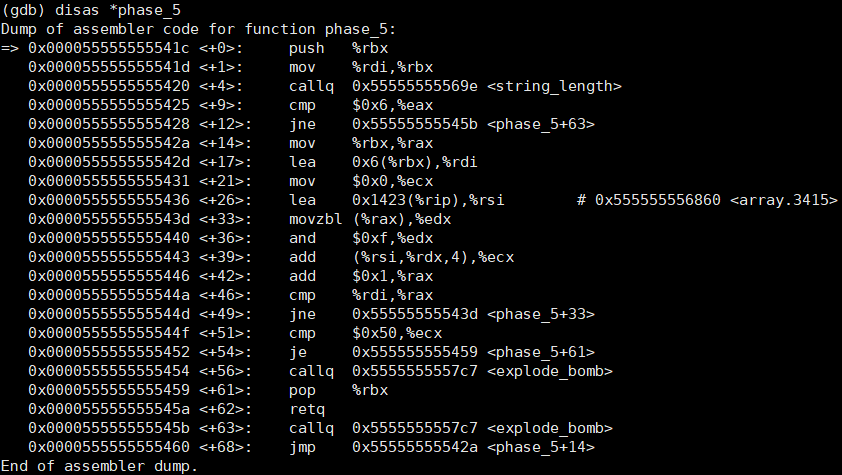 (gdb) disas *phase_5
Dump of assembler code for function phase_5:
=> 0x000055555555541c <+0>:     push   %rbx
   0x000055555555541d <+1>:     mov    %rdi,%rbx
   0x0000555555555420 <+4>:     callq  0x55555555569e <string_length>
   0x0000555555555425 <+9>:     cmp    $0x6,%eax
   0x0000555555555428 <+12>:    jne    0x55555555545b <phase_5+63>
   0x000055555555542a <+14>:    mov    %rbx,%rax
   0x000055555555542d <+17>:    lea    0x6(%rbx),%rdi
   0x0000555555555431 <+21>:    mov    $0x0,%ecx
   0x0000555555555436 <+26>:    lea    0x1423(%rip),%rsi        # 0x555555556860 <array.3415>
   0x000055555555543d <+33>:    movzbl (%rax),%edx
   0x0000555555555440 <+36>:    and    $0xf,%edx
   0x0000555555555443 <+39>:    add    (%rsi,%rdx,4),%ecx
   0x0000555555555446 <+42>:    add    $0x1,%rax
   0x000055555555544a <+46>:    cmp    %rdi,%rax
   0x000055555555544d <+49>:    jne    0x55555555543d <phase_5+33>
   0x000055555555544f <+51>:    cmp    $0x50,%ecx
   0x0000555555555452 <+54>:    je     0x555555555459 <phase_5+61>
   0x0000555555555454 <+56>:    callq  0x5555555557c7 <explode_bomb>
   0x0000555555555459 <+61>:    pop    %rbx
   0x000055555555545a <+62>:    retq
   0x000055555555545b <+63>:    callq  0x5555555557c7 <explode_bomb>
   0x0000555555555460 <+68>:    jmp    0x55555555542a <phase_5+14>
End of assembler dump.